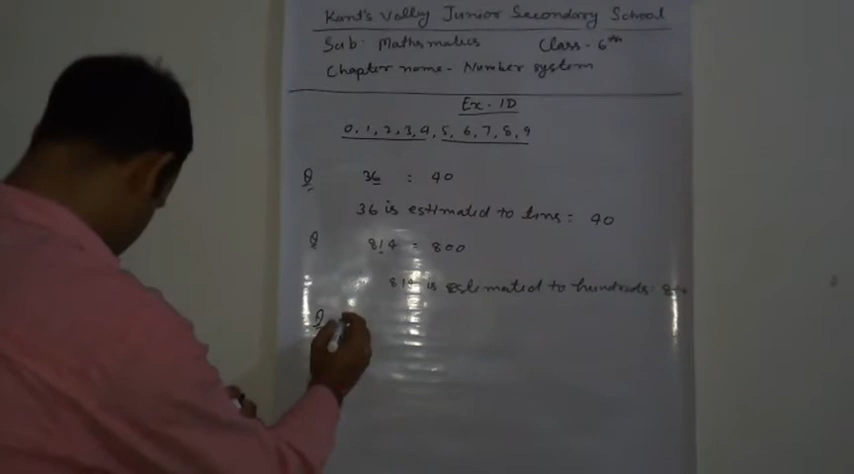 Kant's Valley Junior Secondary School
Sub: Mathematics Class - 6th
Chapter name - Number system
Ex - 1D
0, 1, 2, 3, 4, 5, 6, 7, 8, 9
Q 36 : 40
36 is estimated to tens : 40
Q 814 = 800
814 is estimated to hundreds :
Q